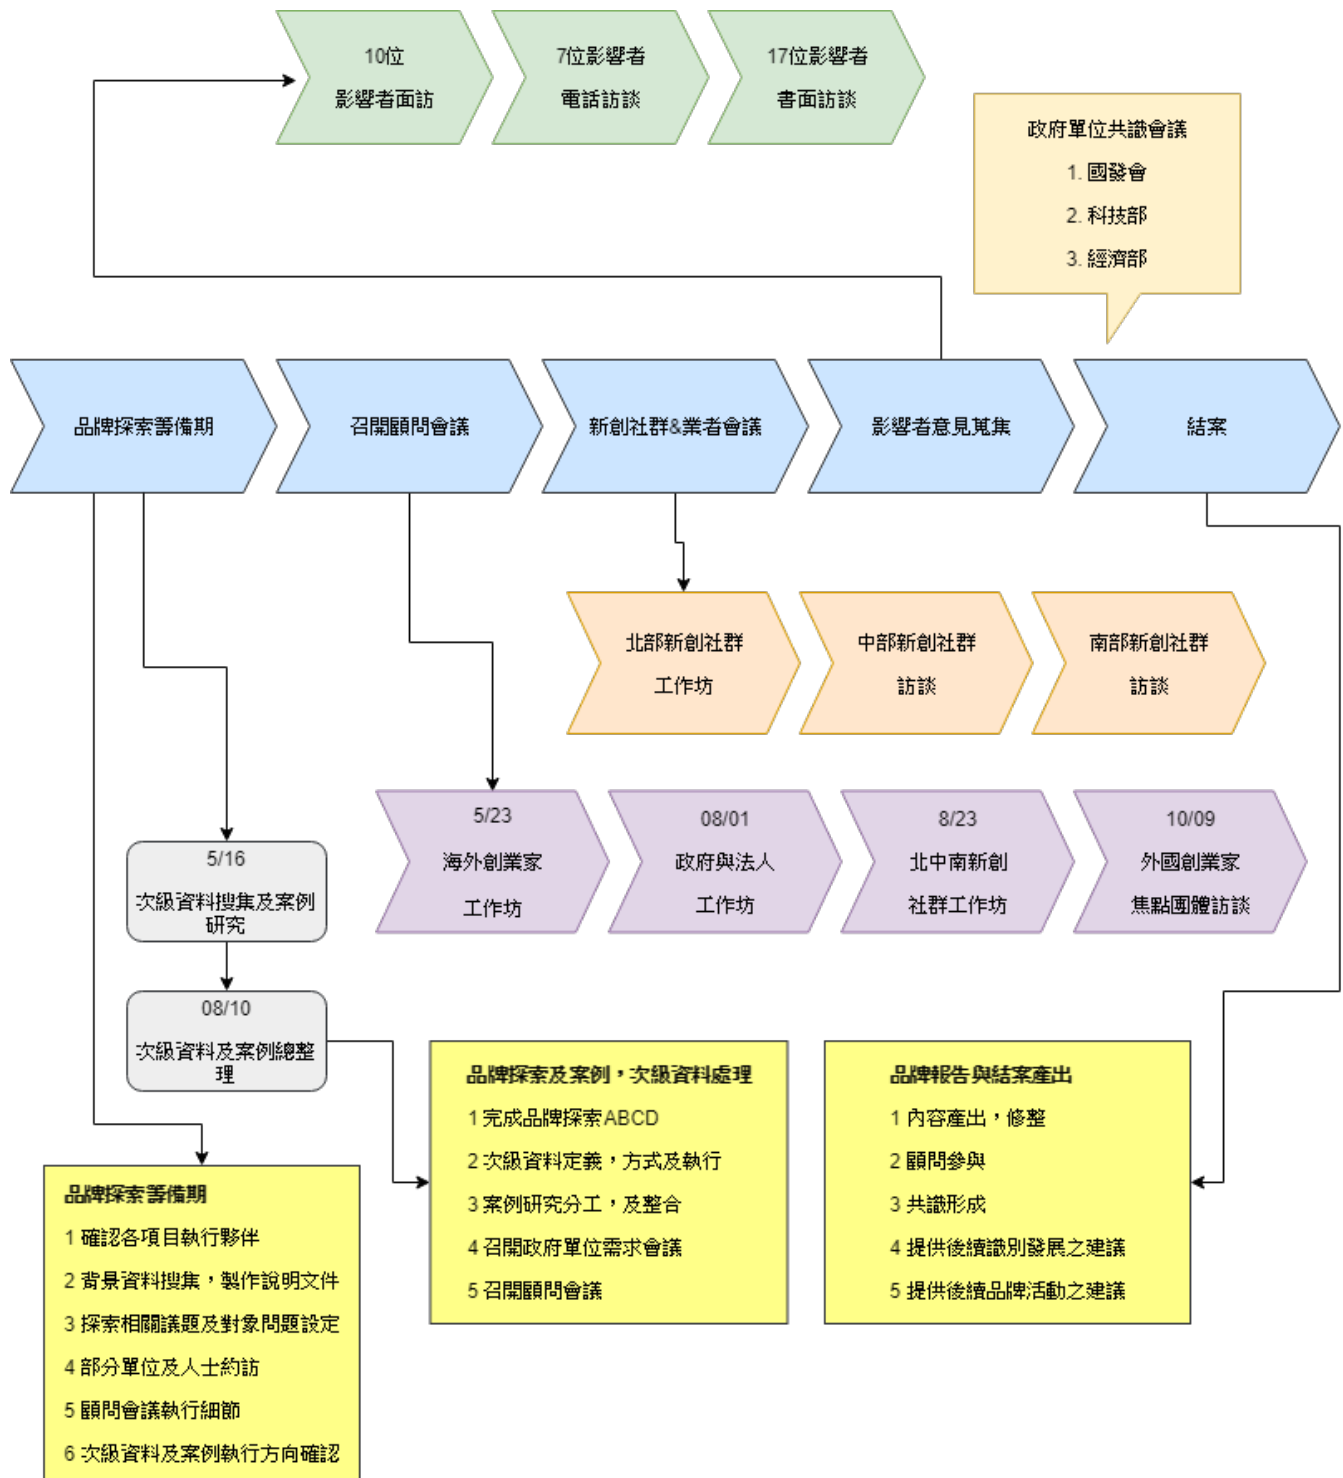 10位
影響者面訪
7位影響者
電話訪談
17位影響者
書面訪談
政府單位共識會議
1. 國發會
2. 科技部
3. 經濟部
品牌探索籌備期
召開顧問會議
新創社群&業者會議
影響者意見蒐集
結案
北部新創社群
工作坊
中部新創社群
訪談
南部新創社群
訪談
5/23
海外創業家
工作坊
08/01
政府與法人
工作坊
8/23
北中南新創
社群工作坊
10/09
外國創業家
焦點團體訪談
5/16
次級資料搜集及案例
研究
08/10
次級資料及案例總整
理
品牌探索及案例，次級資料處理
1 完成品牌探索ABCD
2 次級資料定義，方式及執行
3 案例研究分工，及整合
4 召開政府單位需求會議
5 召開顧問會議
品牌報告與結案產出
1 內容產出，修整
2 顧問參與
3 共識形成
4 提供後續識別發展之建議
5 提供後續品牌活動之建議
品牌探索籌備期
1 確認各項目執行夥伴
2 背景資料搜集，製作說明文件
3 探索相關議題及對象問題設定
4 部分單位及人士約訪
5 顧問會議執行細節
6 次級資料及案例執行方向確認